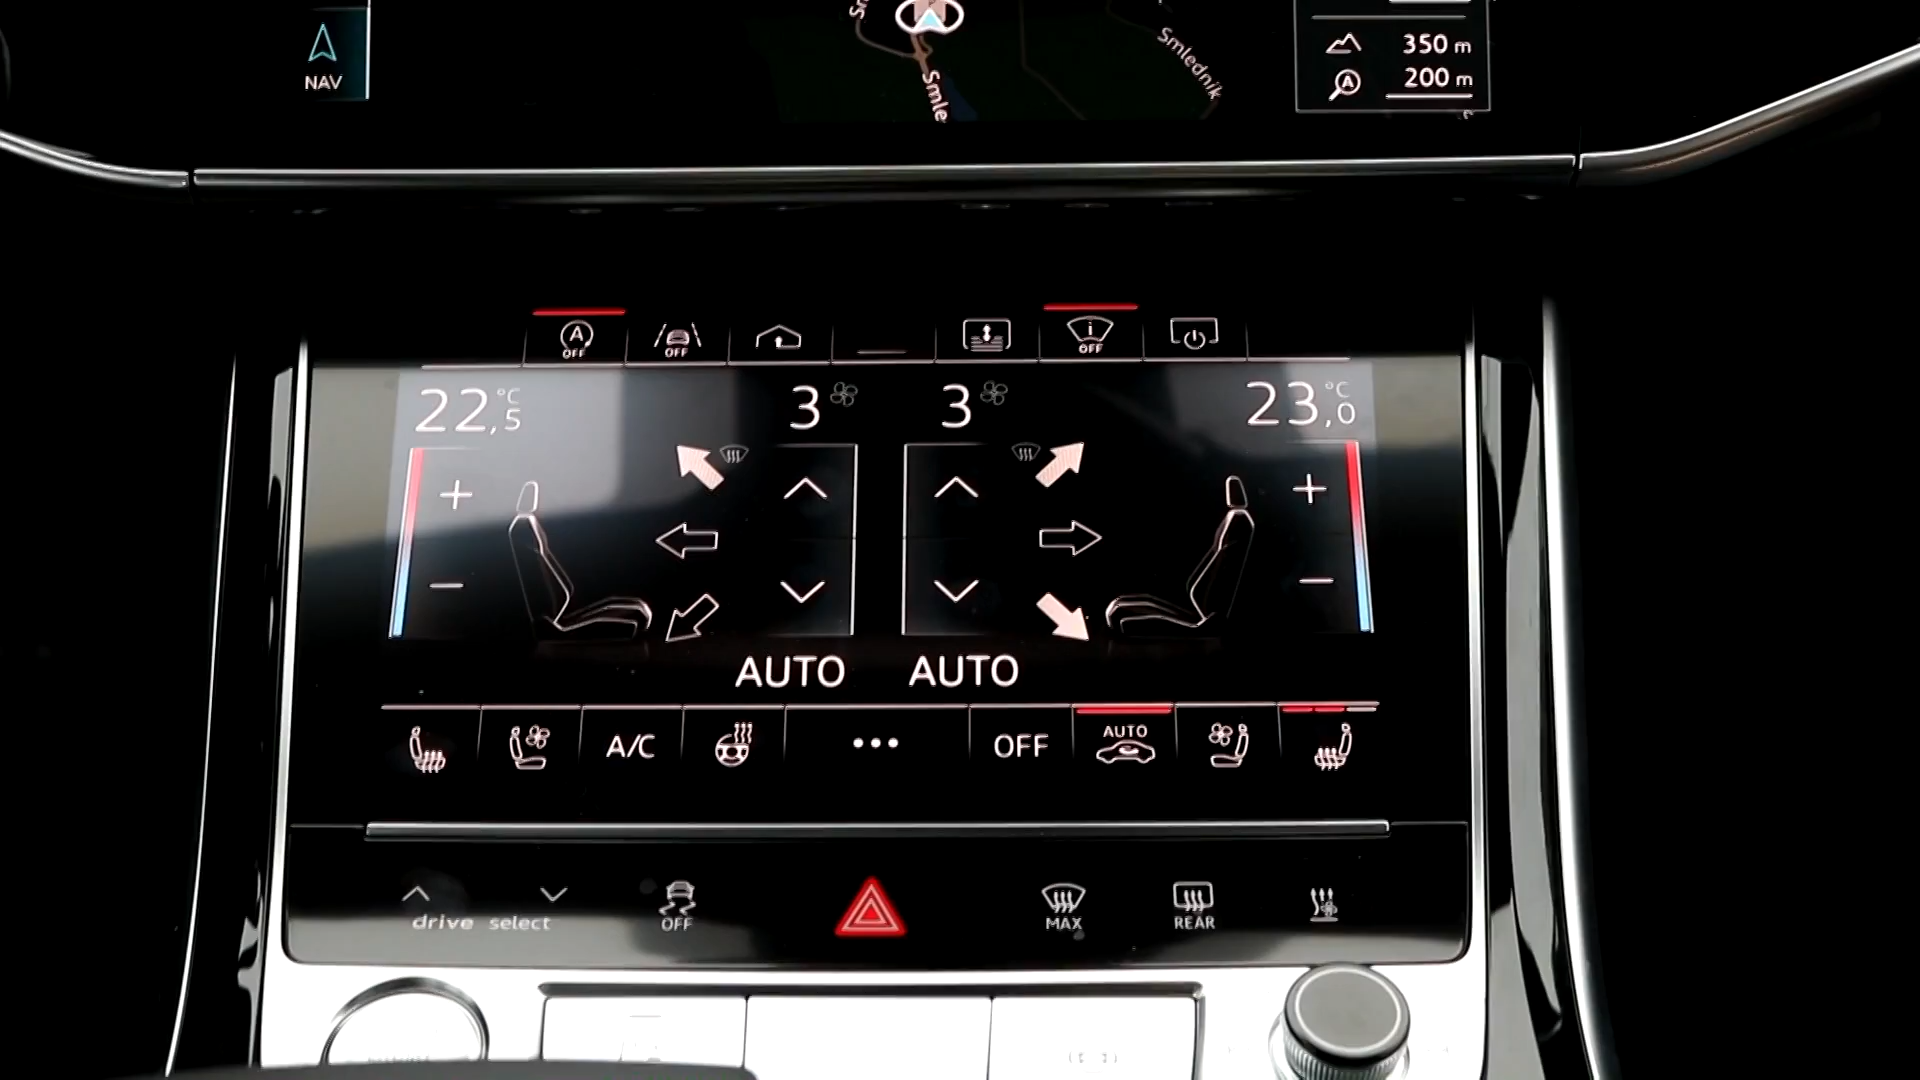 NAV
Smle
Smlednik
350 m
200 m
A
OFF
OFF
i
OFF
22,5 °C
3
3
23,0 °C
AUTO
AUTO
A/C
OFF
AUTO
drive select
OFF
MAX
REAR